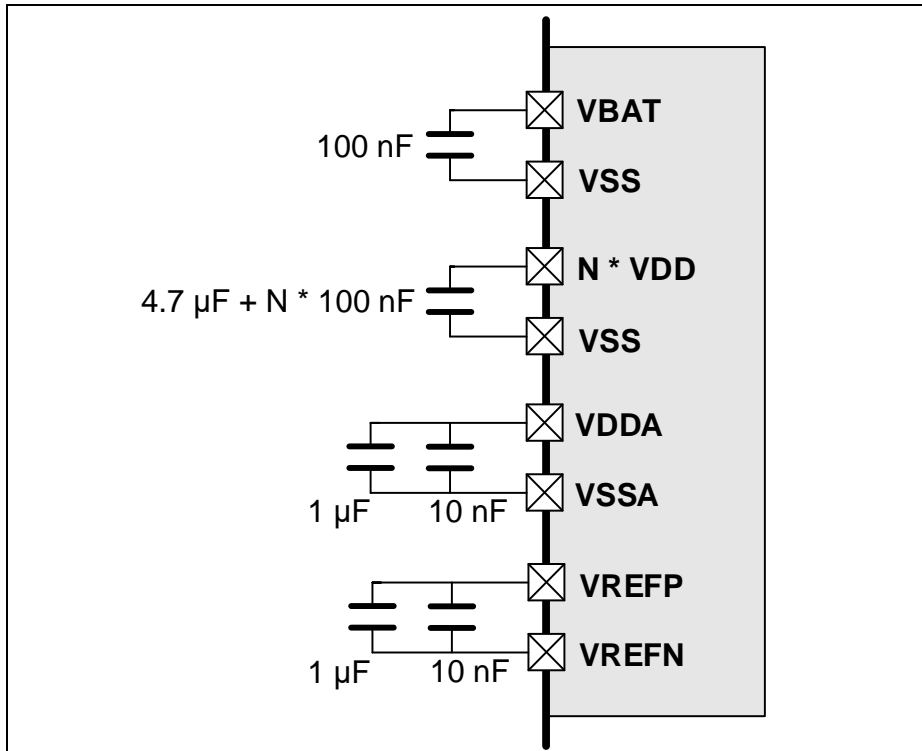 VBAT
100 nF
VSS
N * VDD
4.7 µF + N * 100 nF
VSS
VDDA
VSSA
1 µF 10 nF
VREFP
VREFN
1 µF 10 nF